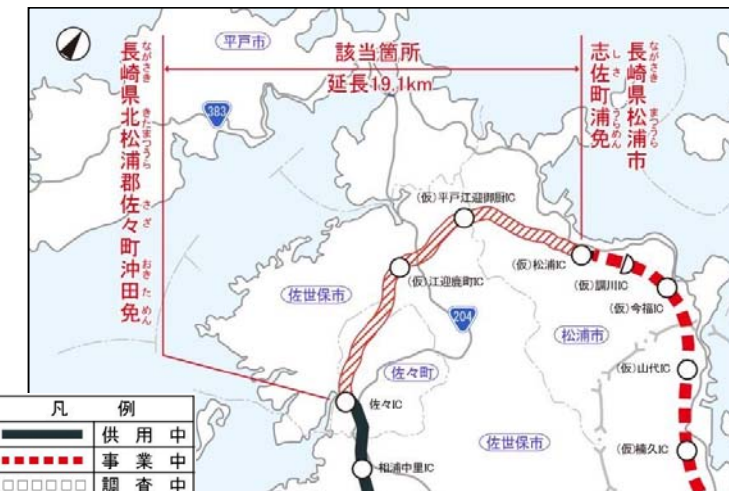 平戸市
該当箇所
延長19.1km
383
長崎県北松浦郡佐々町沖田免
ながさき きたまつうら さざ おきため​ん
長崎県松浦市
ながさき まつうら
志佐町浦免
しさ うらめん
(仮)平戸江迎御厨IC
(仮)松浦IC
(仮)調川IC
(仮)江迎鹿町IC
(仮)今福IC
佐世保市
204
松浦市
佐々町
(仮)山代IC
佐々IC
佐世保市
(仮)楠久IC
相浦中里IC
凡例
供用中
事業中
調査中